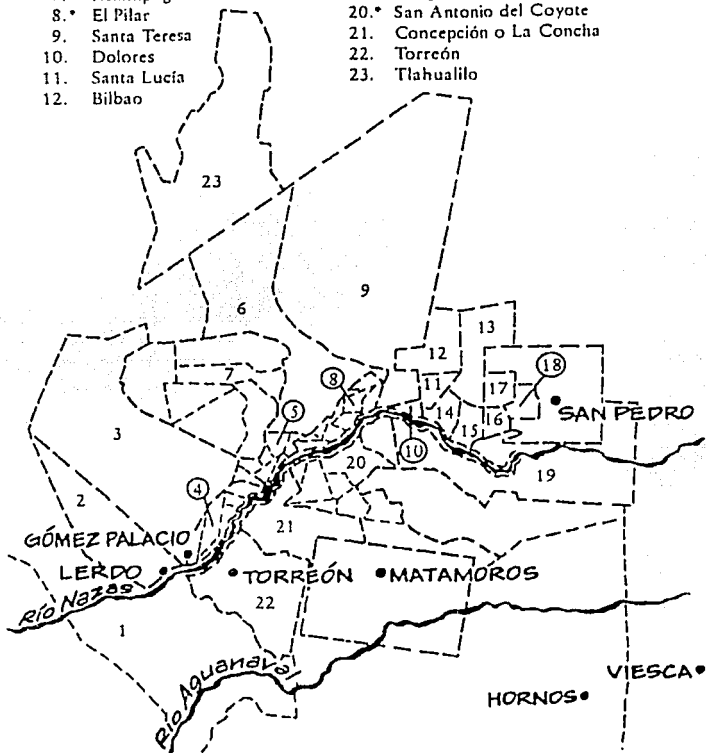 8.* El Pilar
9. Santa Teresa
10. Dolores
11. Santa Lucía
12. Bilbao
20.* San Antonio del Coyote
21. Concepción o La Concha
22. Torreón
23. Tlahualilo
23
9
6
13
12
18
7
8
11
17
SAN PEDRO
14
16
15
3
5
10
20
19
4
2
21
GÓMEZ PALACIO
LERDO
TORREÓN
MATAMOROS
Río Nazas
22
1
Río Aguanaval
VIESCA
HORNOS